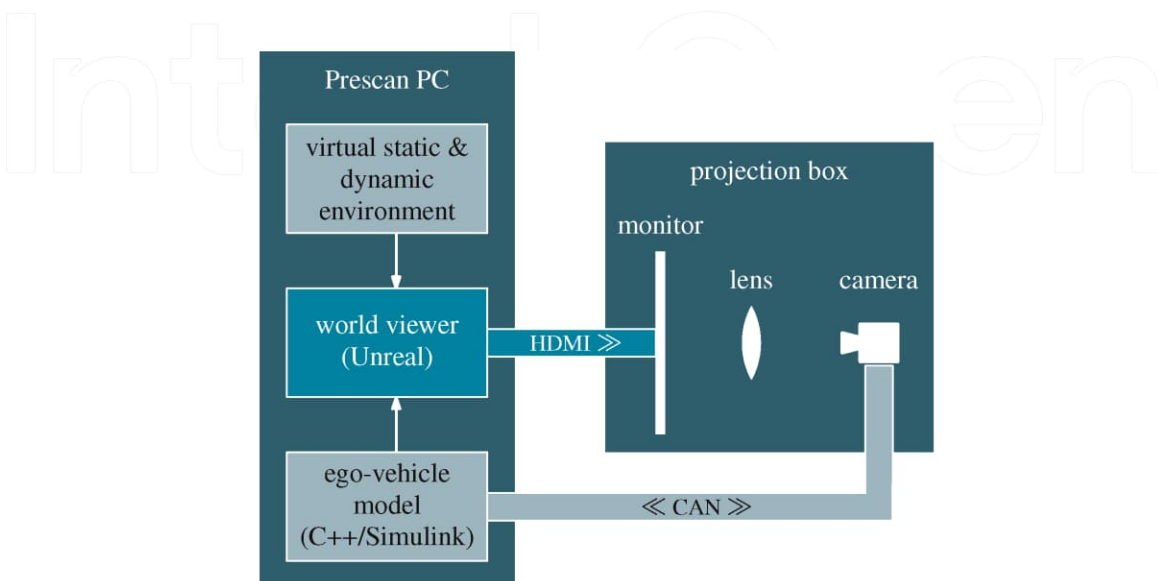 Prescan PC
virtual static &
dynamic
environment
world viewer
(Unreal)
ego-vehicle
model
(C++/Simulink)
HDMI ≫
projection box
monitor
lens
camera
≪ CAN ≫